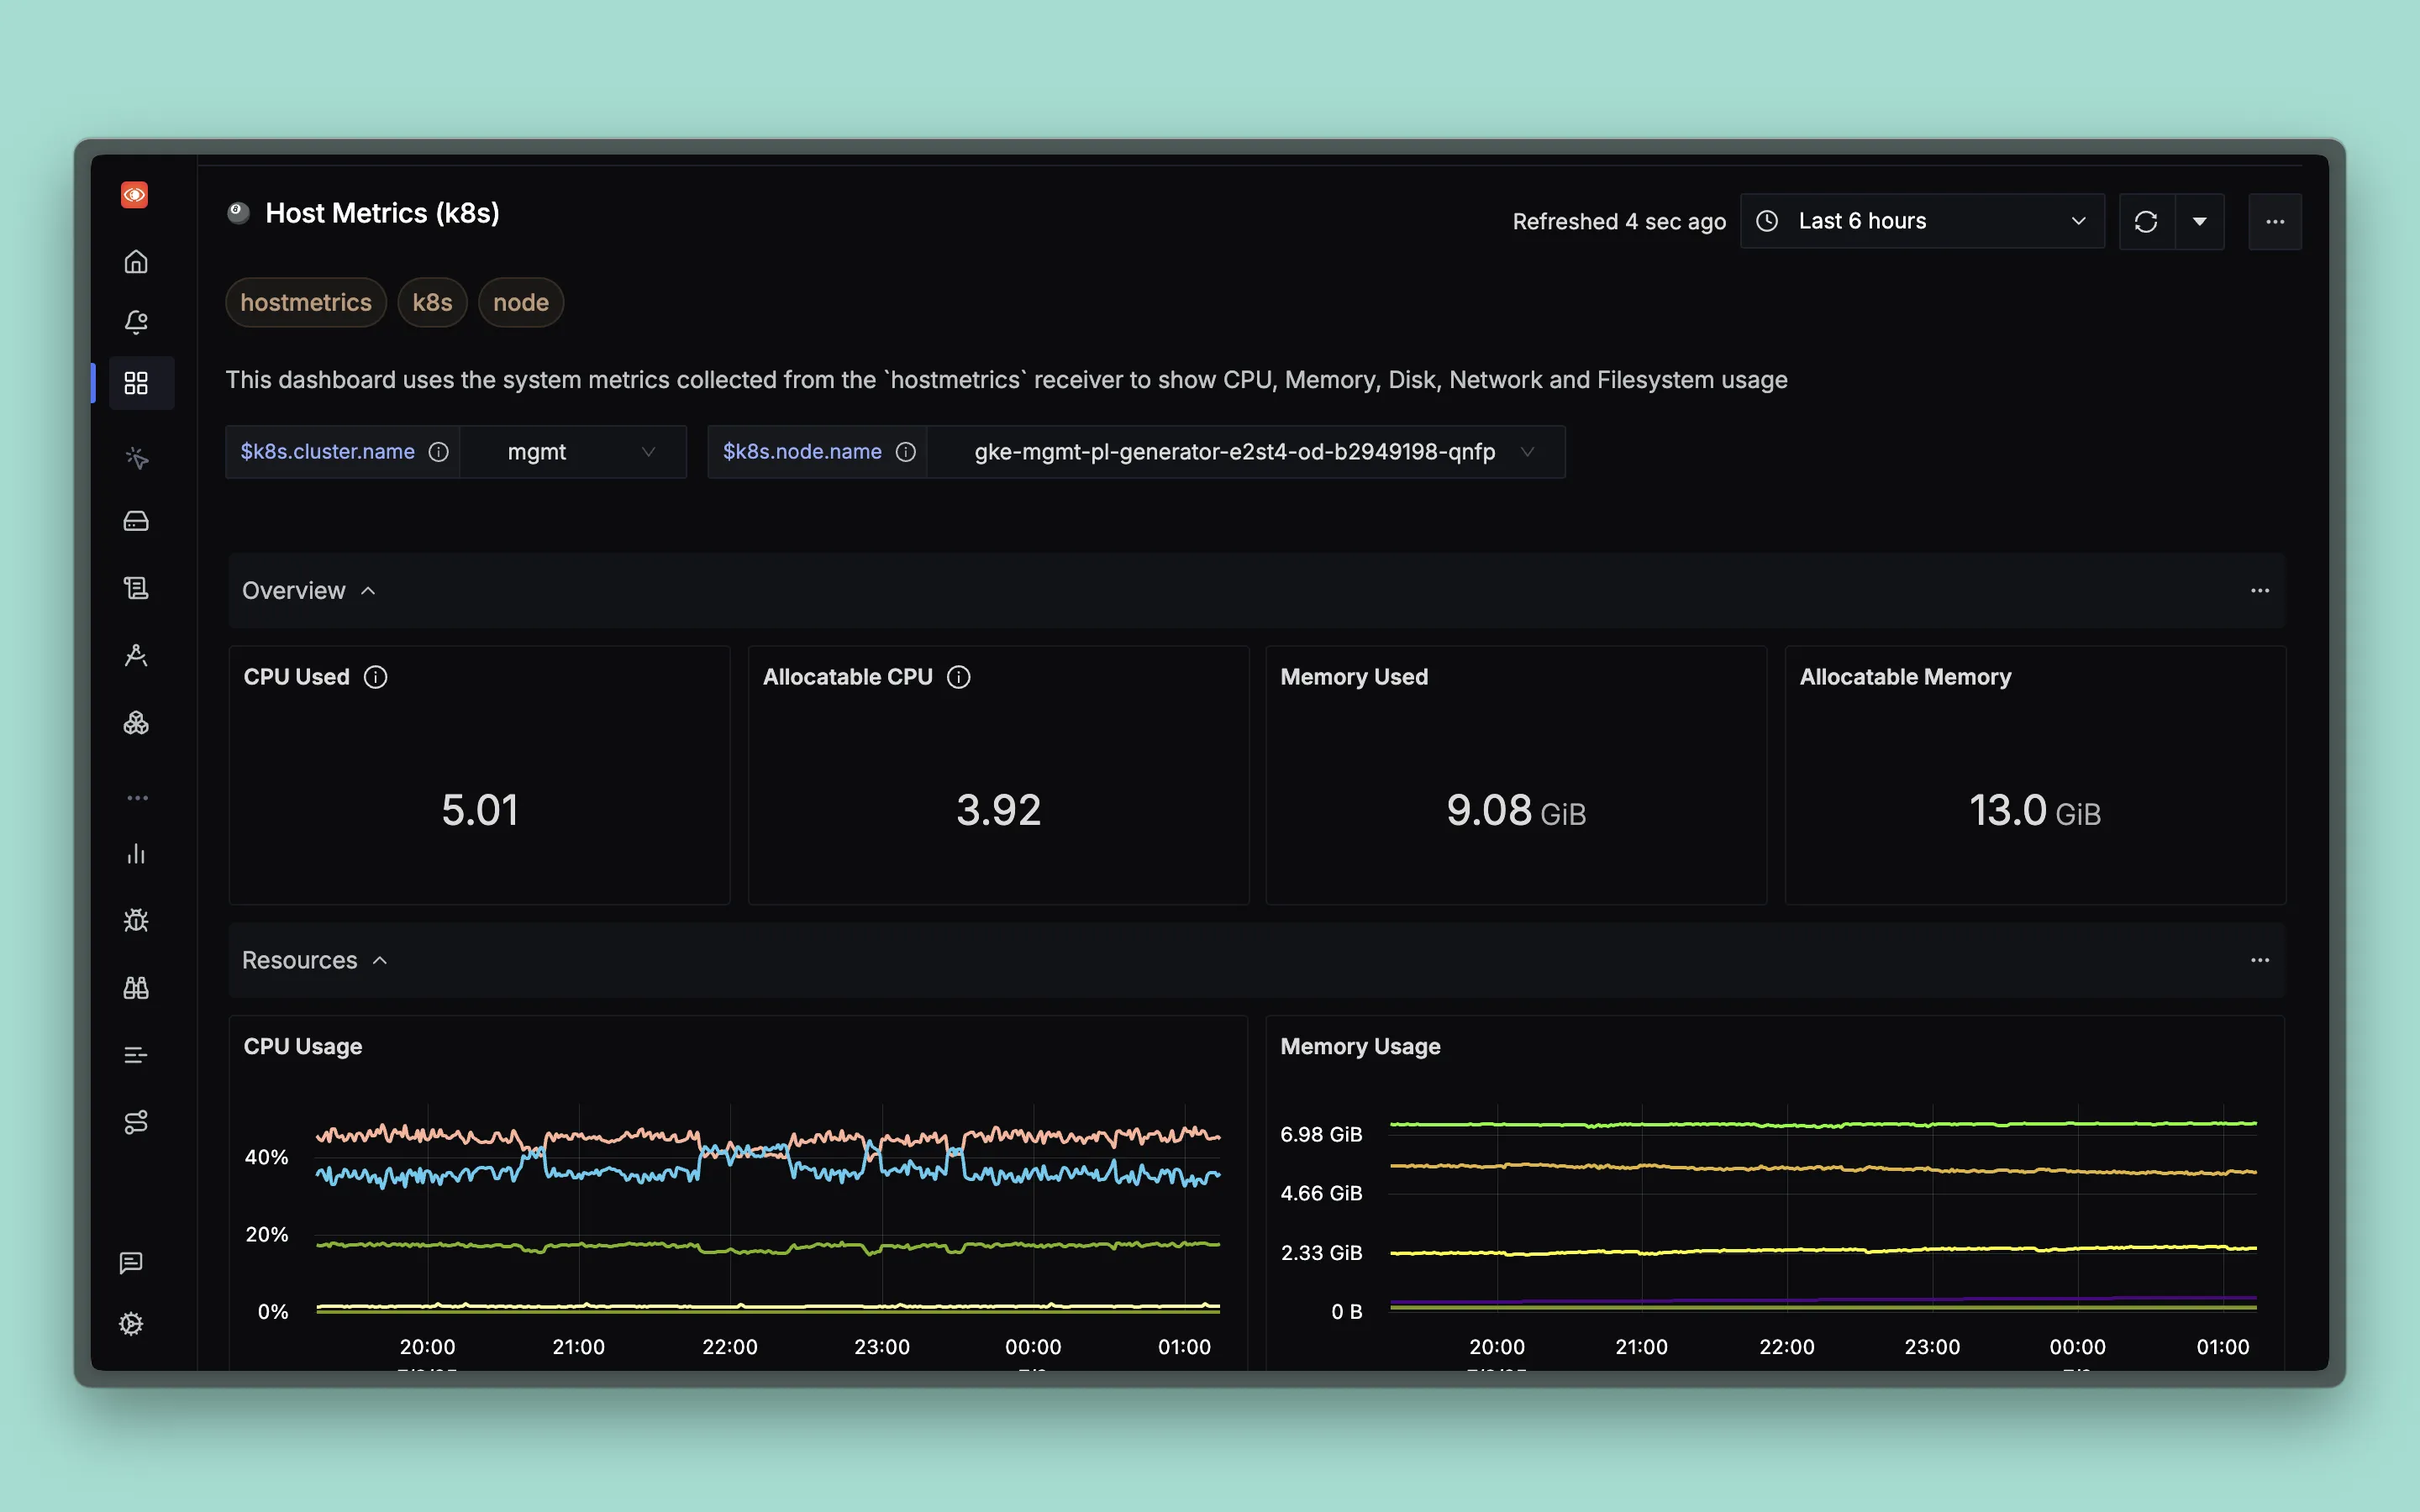 Host Metrics (k8s)
Refreshed 4 sec ago
Last 6 hours
hostmetrics
k8s
node
This dashboard uses the system metrics collected from the `hostmetrics` receiver to show CPU, Memory, Disk, Network and Filesystem usage
$k8s.cluster.name
mgmt
$k8s.node.name
gke-mgmt-pl-generator-e2st4-od-b2949198-qnfp
Overview
CPU Used
5.01
Allocatable CPU
3.92
Memory Used
9.08 GiB
Allocatable Memory
13.0 GiB
Resources
CPU Usage
40%
20%
0%
20:00
21:00
22:00
23:00
00:00
01:00
Memory Usage
6.98 GiB
4.66 GiB
2.33 GiB
0 B
20:00
21:00
22:00
23:00
00:00
01:00